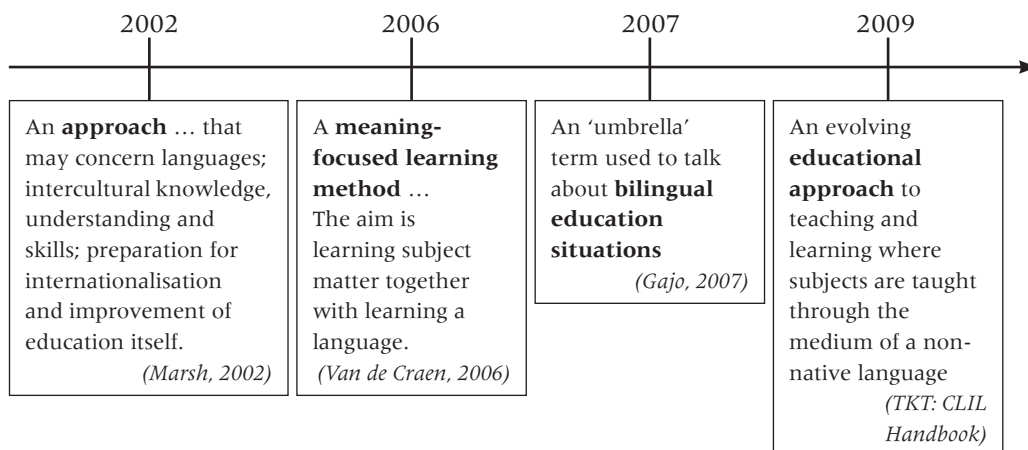 2002
2006
2007
2009
An approach … that
may concern languages;
intercultural knowledge,
understanding and
skills; preparation for
internationalisation
and improvement of
education itself.
(Marsh, 2002)
A meaning-
focused learning
method …
The aim is
learning subject
matter together
with learning a
language.
(Van de Craen, 2006)
An ‘umbrella’
term used to talk
about bilingual
education
situations
(Gajo, 2007)
An evolving
educational
approach to
teaching and
learning where
subjects are taught
through the
medium of a non-
native language
(TKT: CLIL
Handbook)